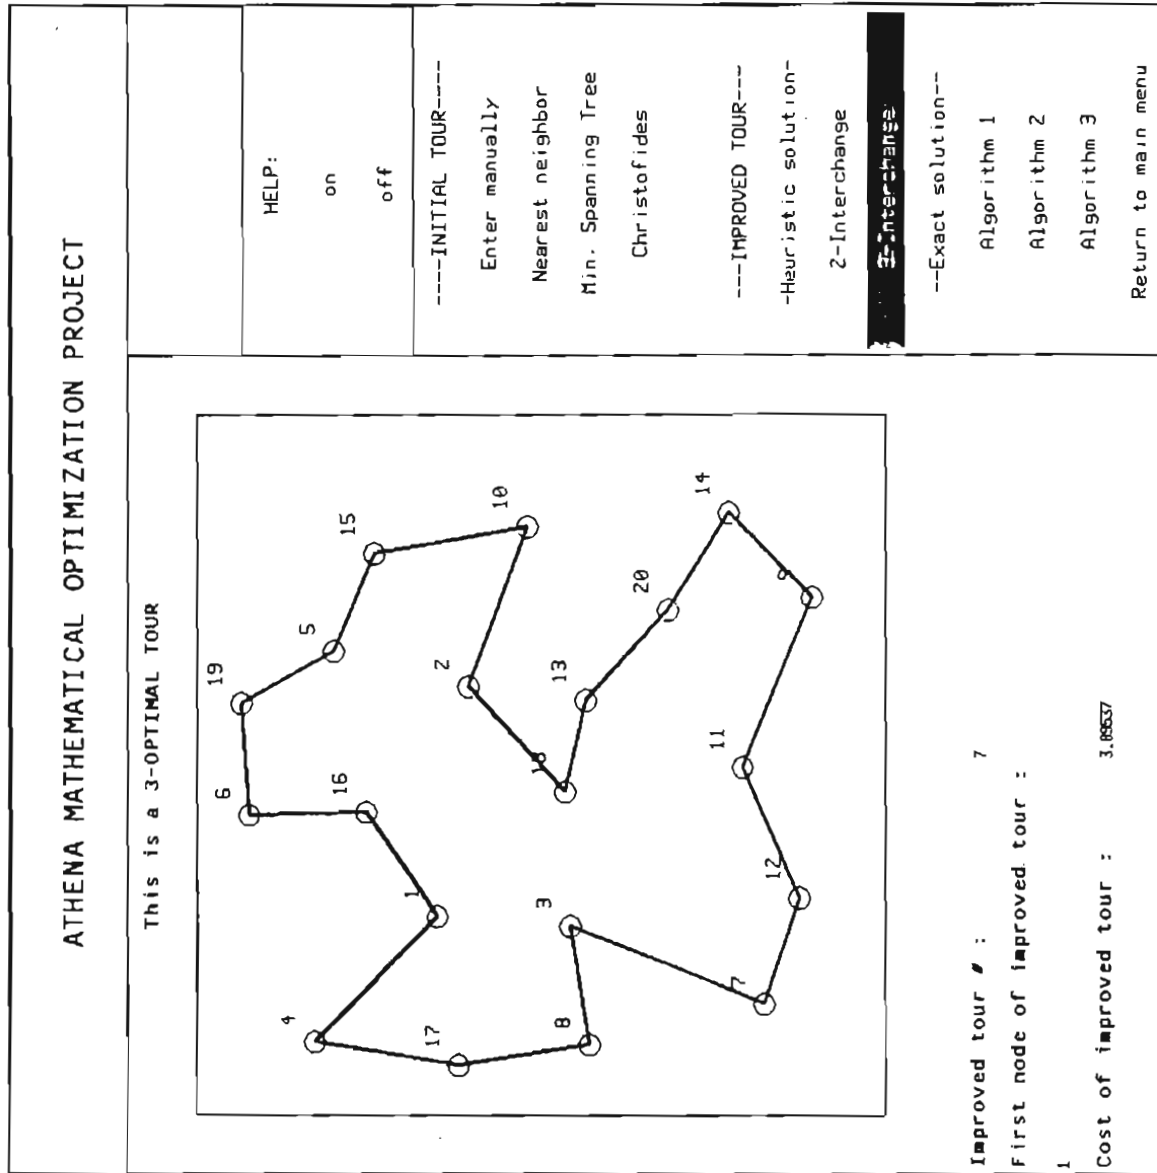 ATHENA MATHEMATICAL OPTIMIZATION PROJECT
This is a 3-OPTIMAL TOUR
19
6
4
5
16
15
1
17
2
10
18
3
13
8
20
14
11
7
12
9
Improved tour # : 7
First node of improved tour :
1
Cost of improved tour :
HELP:
on
off
----INITIAL TOUR----
Enter manually
Nearest neighbor
Min. Spanning Tree
Christofides
----IMPROVED TOUR---
-Heuristic solution-
2-Interchange
3-Interchange
--Exact solution--
Algorithm 1
Algorithm 2
Algorithm 3
Return to main menu